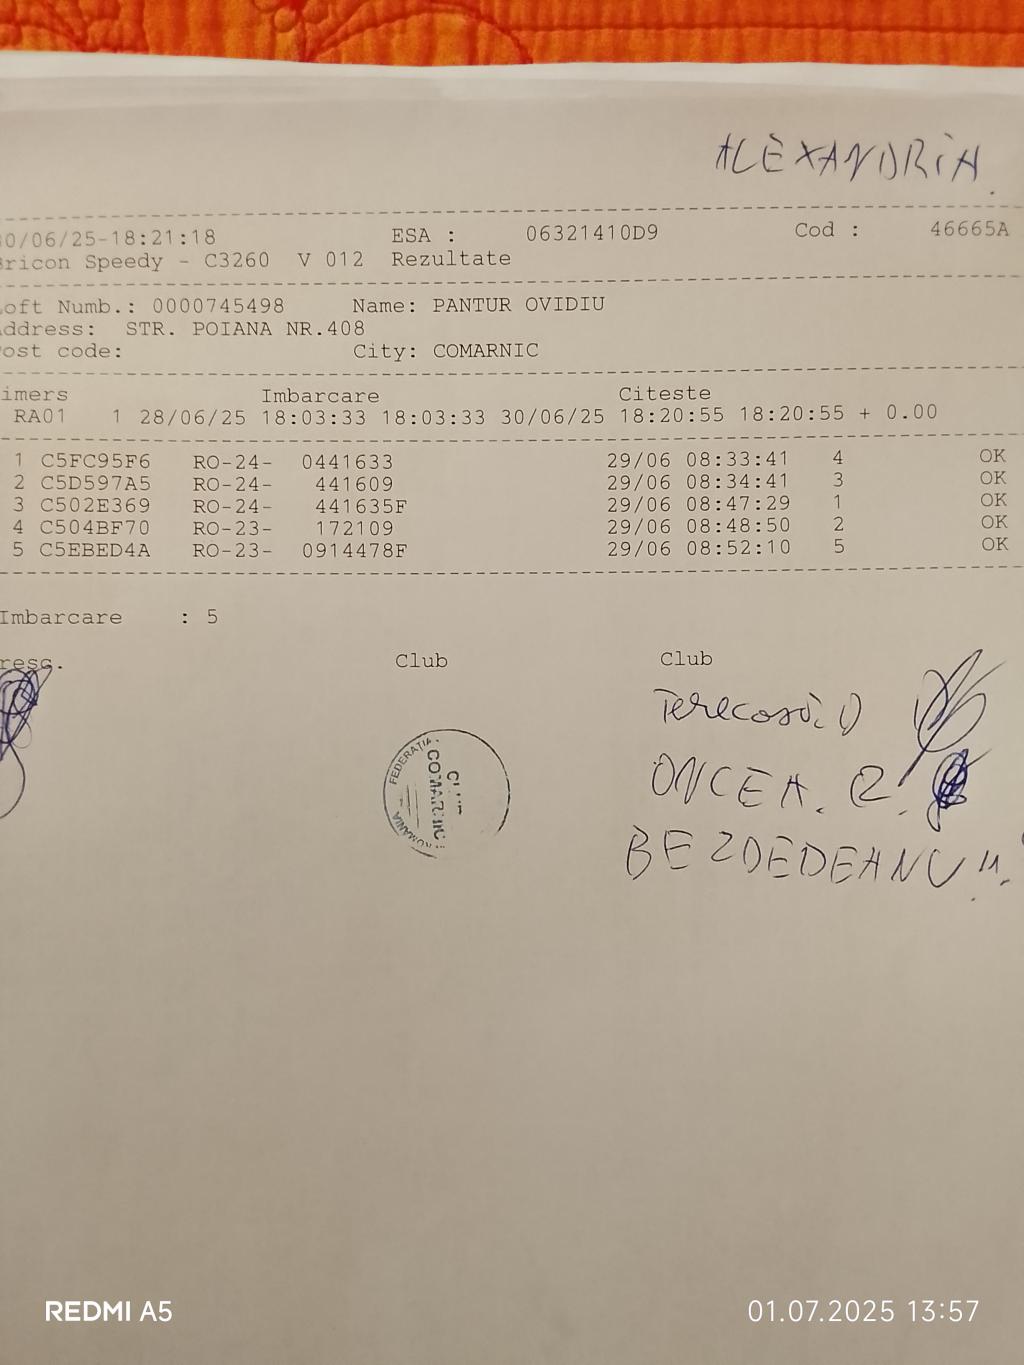 ALEXANDRIA
0/06/25-18:21:18 ESA : 06321410D9 Cod : 46665A
ricon Speedy - C3260 V 012 Rezultate
oft Numb.: 0000745498 Name: PANTUR OVIDIU
ddress: STR. POIANA NR.408
ost code: City: COMARNIC
imers Imbarcare Citeste
RA01 1 28/06/25 18:03:33 18:03:33 30/06/25 18:20:55 18:20:55 + 0.00
1 C5FC95F6 RO-24- 0441633 29/06 08:33:41 4 OK
2 C5D597A5 RO-24- 441609 29/06 08:34:41 3 OK
3 C502E369 RO-24- 441635F 29/06 08:47:29 1 OK
4 C504BF70 RO-23- 172109 29/06 08:48:50 2 OK
5 C5EBED4A RO-23- 0914478F 29/06 08:52:10 5 OK
Imbarcare : 5
resc. Club Club
FEDERATIA
COMARNIC
ROMANIA
ONCEA.
BEZDEDEANU
REDMI A5 01.07.2025 13:57